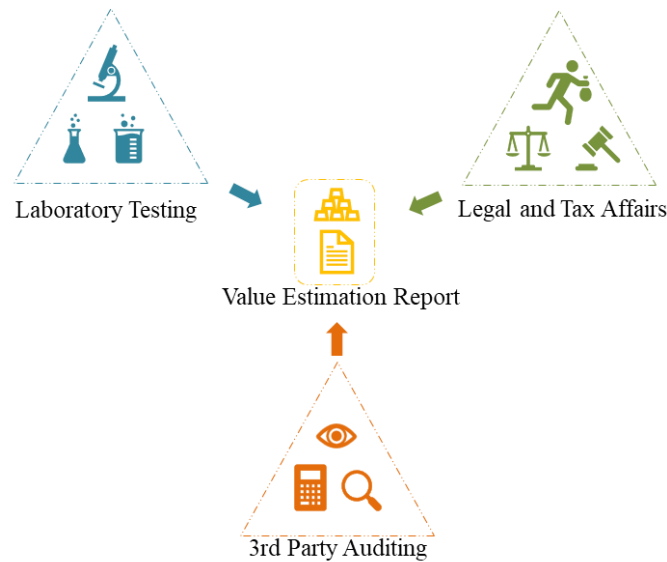 Laboratory Testing
Legal and Tax Affairs
Value Estimation Report
3rd Party Auditing